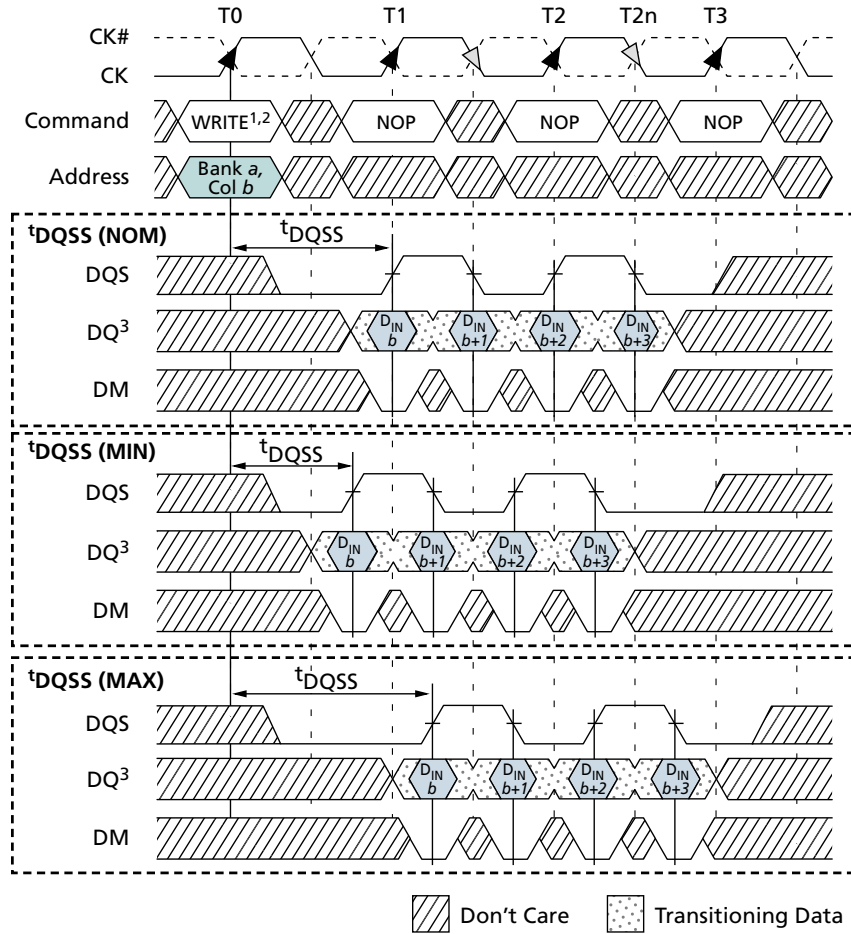 T0 T1 T2 T2n T3
CK#
CK
Command WRITE1,2 NOP NOP NOP
Address Bank a,
Col b
tDQSS (NOM) tDQSS
DQS
DQ3 DIN b DIN b+1 DIN b+2 DIN b+3
DM
tDQSS (MIN) tDQSS
DQS
DQ3 DIN b DIN b+1 DIN b+2 DIN b+3
DM
tDQSS (MAX) tDQSS
DQS
DQ3 DIN b DIN b+1 DIN b+2 DIN b+3
DM
Don't Care Transitioning Data